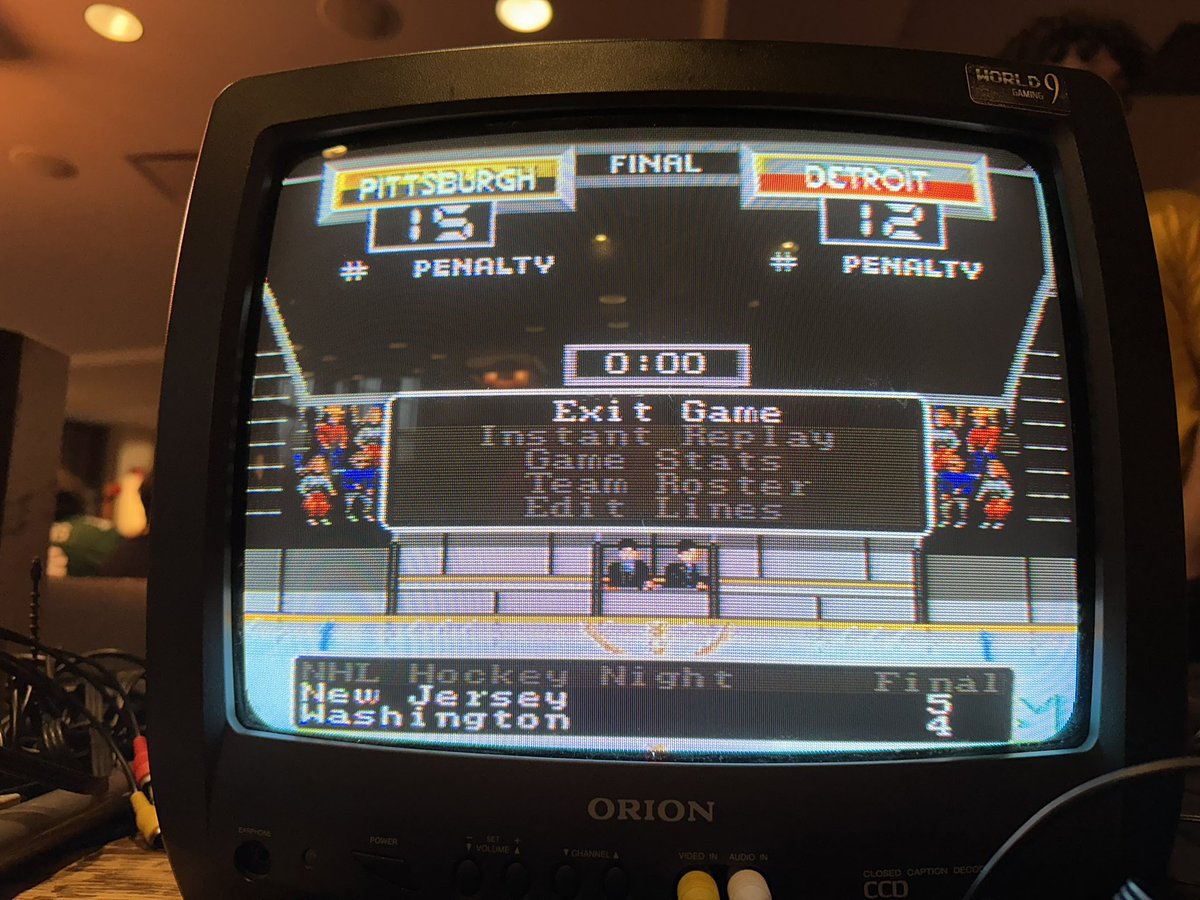 WORLD 9
GAMING
PITTSBURGH FINAL DETROIT
15 12
# PENALTY # PENALTY
0:00
Exit Game
Instant Replay
Game Stats
Team Roster
Edit Lines
NHL Hockey Night Final
New Jersey 5
Washington 4
ORION
EARPHONE
POWER
- SET +
▼ VOLUME ▲
▼ CHANNEL ▲
VIDEO IN AUDIO IN
CLOSED CAPTION
CCD